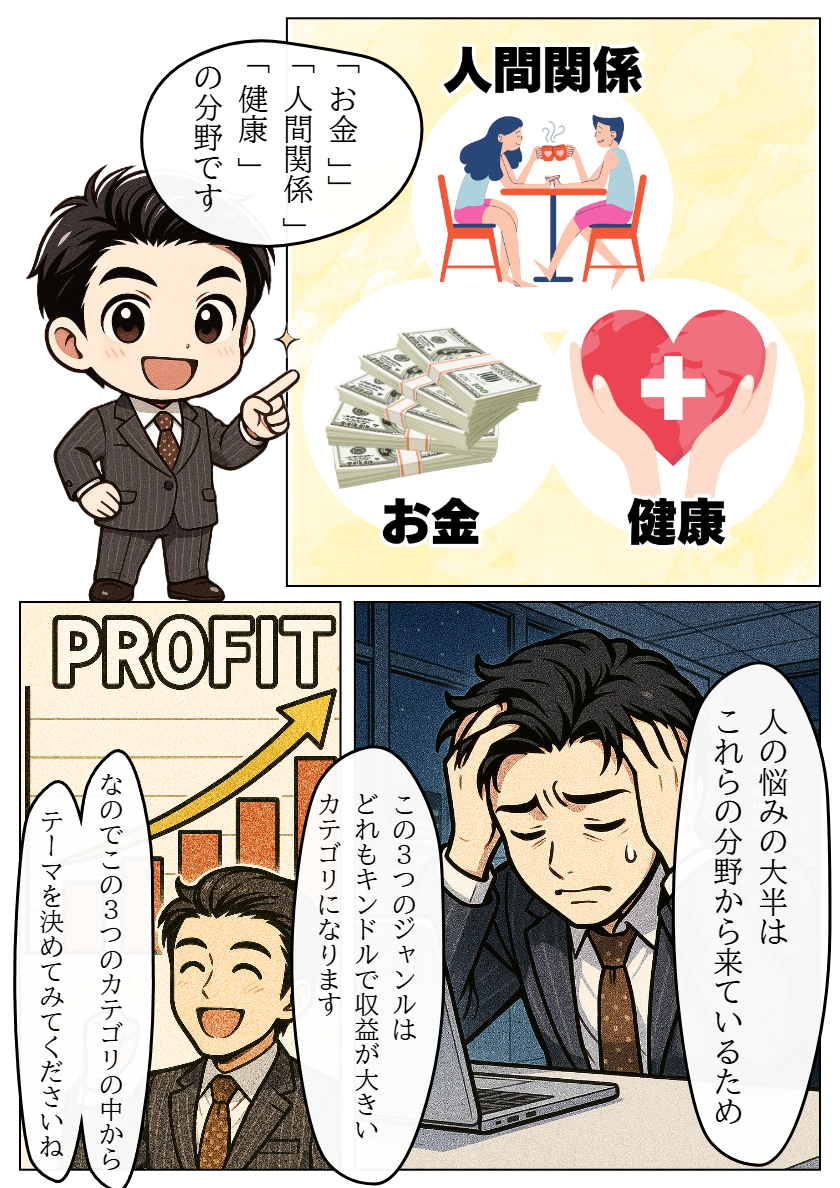 「お金」」
「人間関係」
「健康」
の分野です
人間関係
お金
健康
人の悩みの大半は
これらの分野から来ているため
この３つのジャンルは
どれもキンドルで収益が大きい
カテゴリになります
PROFIT
なのでこの３つのカテゴリの中から
テーマを決めてみてくださいね